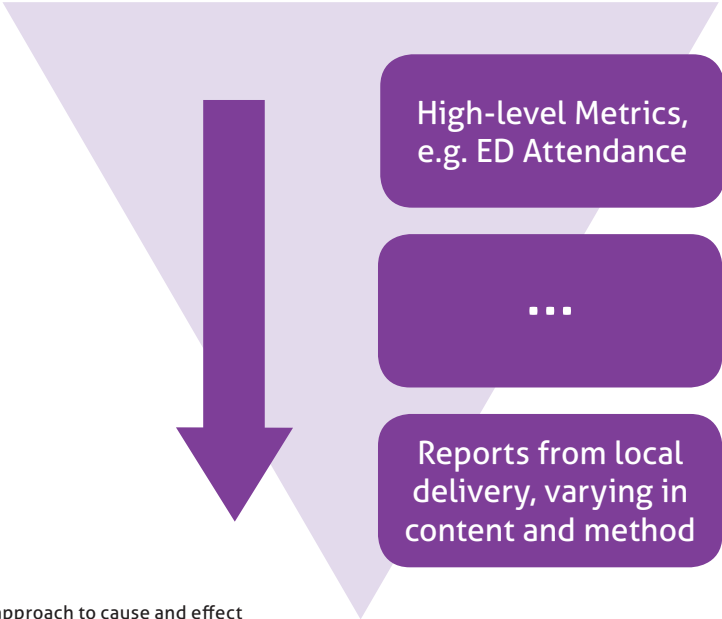 High-level Metrics,
e.g. ED Attendance
...
Reports from local
delivery, varying in
content and method
approach to cause and effect